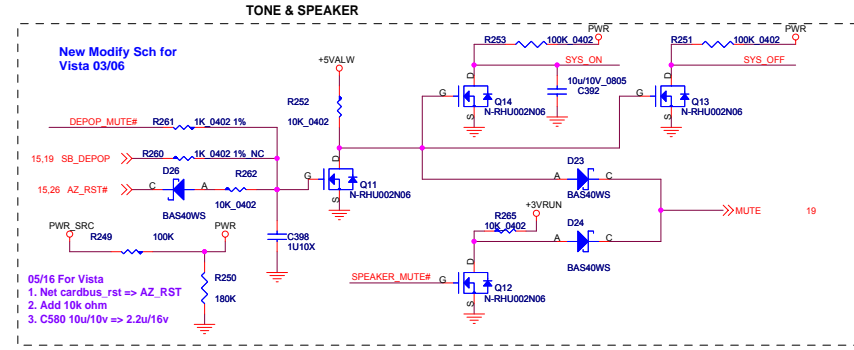 TONE & SPEAKER
New Modify Sch for
Vista 03/06
+5VALW
R253 100K_0402 PWR
R251 100K_0402 PWR
SYS_ON
SYS_OFF
10u/10V_0805
C392
D
G
S
Q14
N-RHU002N06
D
G
S
Q13
N-RHU002N06
R252
10K_0402
DEPOP_MUTE# R261 1K_0402 1%
15,19 SB_DEPOP R260 1K_0402 1%_NC
D26
15,26 AZ_RST# C A R262
BAS40WS 10K_0402
D
G
S
Q11
N-RHU002N06
D23
A C
BAS40WS
MUTE 19
C398
1U10X
PWR_SRC
R249 100K
PWR
R250
180K
+3VRUN
R265
10K_0402
D24
A C
BAS40WS
SPEAKER_MUTE#
D
G
S
Q12
N-RHU002N06
05/16 For Vista
1. Net cardbus_rst => AZ_RST
2. Add 10k ohm
3. C580 10u/10v => 2.2u/16v